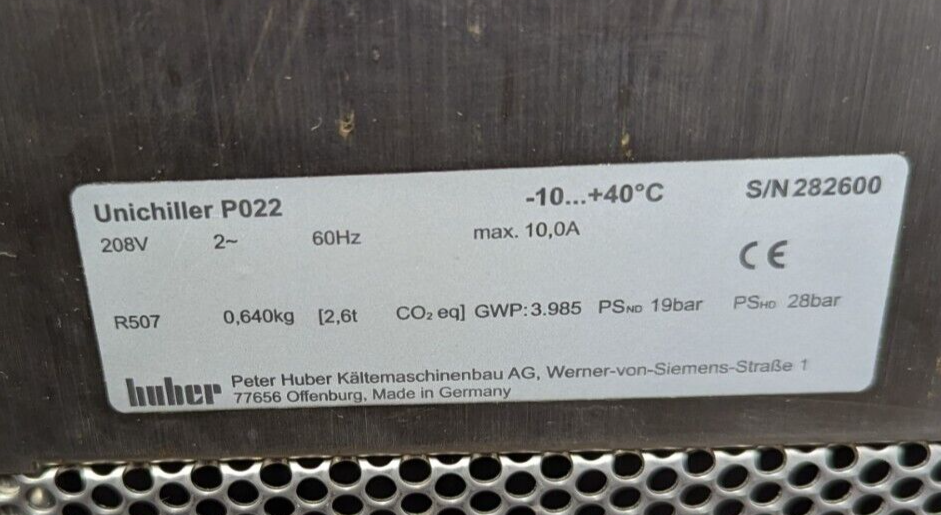 Unichiller P022 -10...+40°C S/N 282600
208V 2~ 60Hz max. 10,0A
CE
R507 0,640kg [2,6t CO₂ eq] GWP: 3.985 PSND 19bar PSHD 28bar
huber Peter Huber Kältemaschinenbau AG, Werner-von-Siemens-Straße 1
77656 Offenburg, Made in Germany